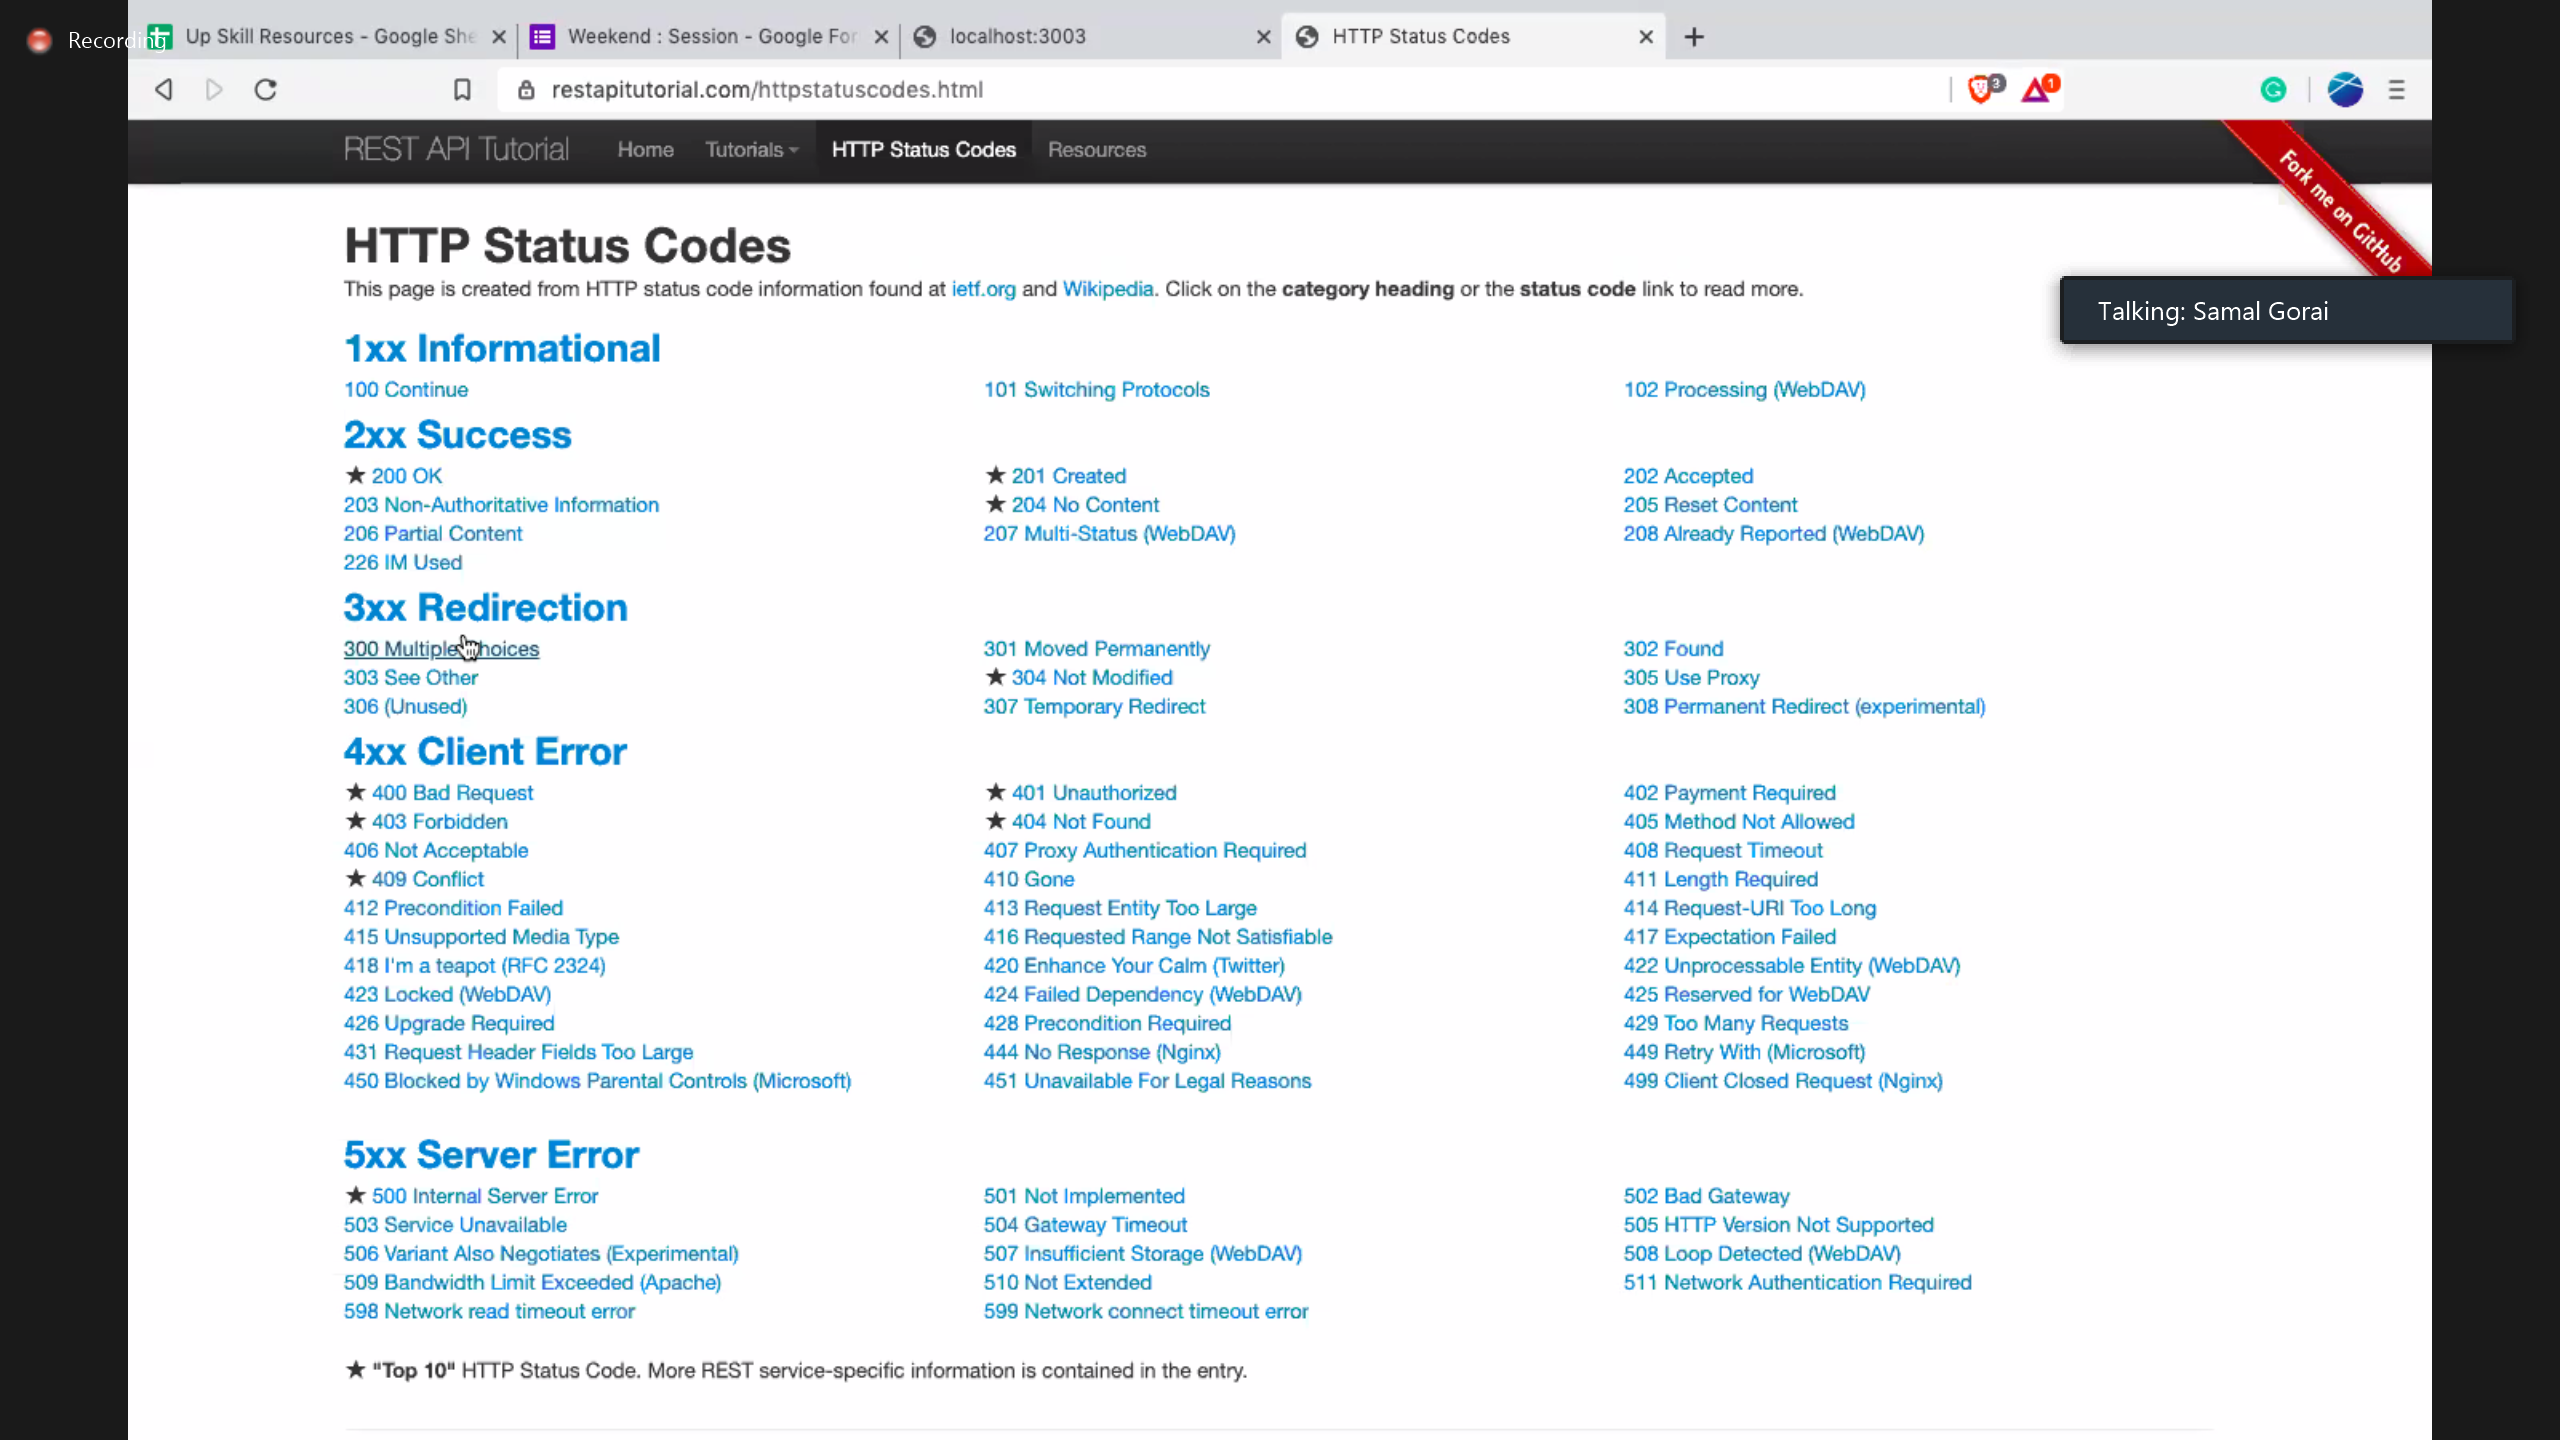 Recording
Up Skill Resources - Google She
Weekend : Session - Google For
localhost:3003
HTTP Status Codes
restapitutorial.com/httpstatuscodes.html
3
1
REST API Tutorial
Home
Tutorials
HTTP Status Codes
Resources
Fork me on GitHub
HTTP Status Codes
This page is created from HTTP status code information found at ietf.org and Wikipedia. Click on the category heading or the status code link to read more.
Talking: Samal Gorai
1xx Informational
100 Continue
101 Switching Protocols
102 Processing (WebDAV)
2xx Success
★ 200 OK
★ 201 Created
202 Accepted
203 Non-Authoritative Information
★ 204 No Content
205 Reset Content
206 Partial Content
207 Multi-Status (WebDAV)
208 Already Reported (WebDAV)
226 IM Used
3xx Redirection
300 Multiple Choices
301 Moved Permanently
302 Found
303 See Other
★ 304 Not Modified
305 Use Proxy
306 (Unused)
307 Temporary Redirect
308 Permanent Redirect (experimental)
4xx Client Error
★ 400 Bad Request
★ 401 Unauthorized
402 Payment Required
★ 403 Forbidden
★ 404 Not Found
405 Method Not Allowed
406 Not Acceptable
407 Proxy Authentication Required
408 Request Timeout
★ 409 Conflict
410 Gone
411 Length Required
412 Precondition Failed
413 Request Entity Too Large
414 Request-URI Too Long
415 Unsupported Media Type
416 Requested Range Not Satisfiable
417 Expectation Failed
418 I'm a teapot (RFC 2324)
420 Enhance Your Calm (Twitter)
422 Unprocessable Entity (WebDAV)
423 Locked (WebDAV)
424 Failed Dependency (WebDAV)
425 Reserved for WebDAV
426 Upgrade Required
428 Precondition Required
429 Too Many Requests
431 Request Header Fields Too Large
444 No Response (Nginx)
449 Retry With (Microsoft)
450 Blocked by Windows Parental Controls (Microsoft)
451 Unavailable For Legal Reasons
499 Client Closed Request (Nginx)
5xx Server Error
★ 500 Internal Server Error
501 Not Implemented
502 Bad Gateway
503 Service Unavailable
504 Gateway Timeout
505 HTTP Version Not Supported
506 Variant Also Negotiates (Experimental)
507 Insufficient Storage (WebDAV)
508 Loop Detected (WebDAV)
509 Bandwidth Limit Exceeded (Apache)
510 Not Extended
511 Network Authentication Required
598 Network read timeout error
599 Network connect timeout error
★ "Top 10" HTTP Status Code. More REST service-specific information is contained in the entry.